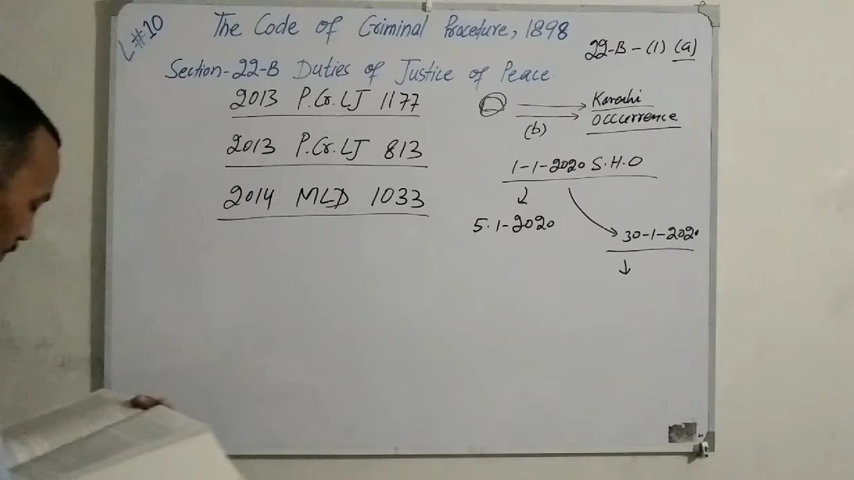 L#10
The Code of Criminal Procedure, 1898
Section-22-B Duties of Justice of Peace
22-B-(1) (a)
2013 P.Cr.LJ 1177
2013 P.Cr.LJ 813
2014 MLD 1033
Karachi
occurrence
(b)
1-1-2020 S.H.O
5.1-2020
30-1-2020